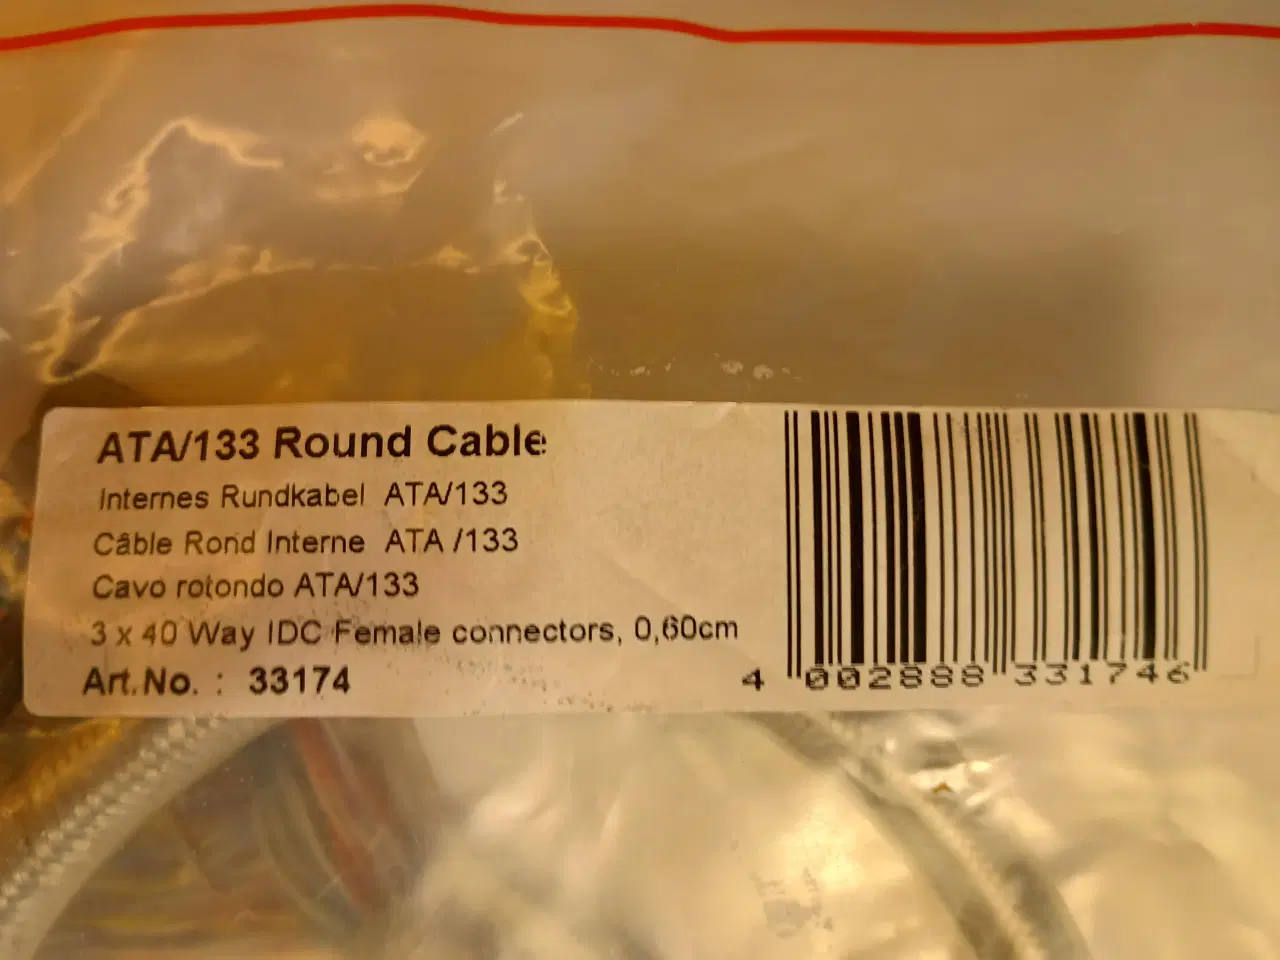 ATA/133 Round Cable
Internes Rundkabel ATA/133
Câble Rond Interne ATA /133
Cavo rotondo ATA/133
3 x 40 Way IDC Female connectors, 0,60cm
Art.No. : 33174
4 002888 331746